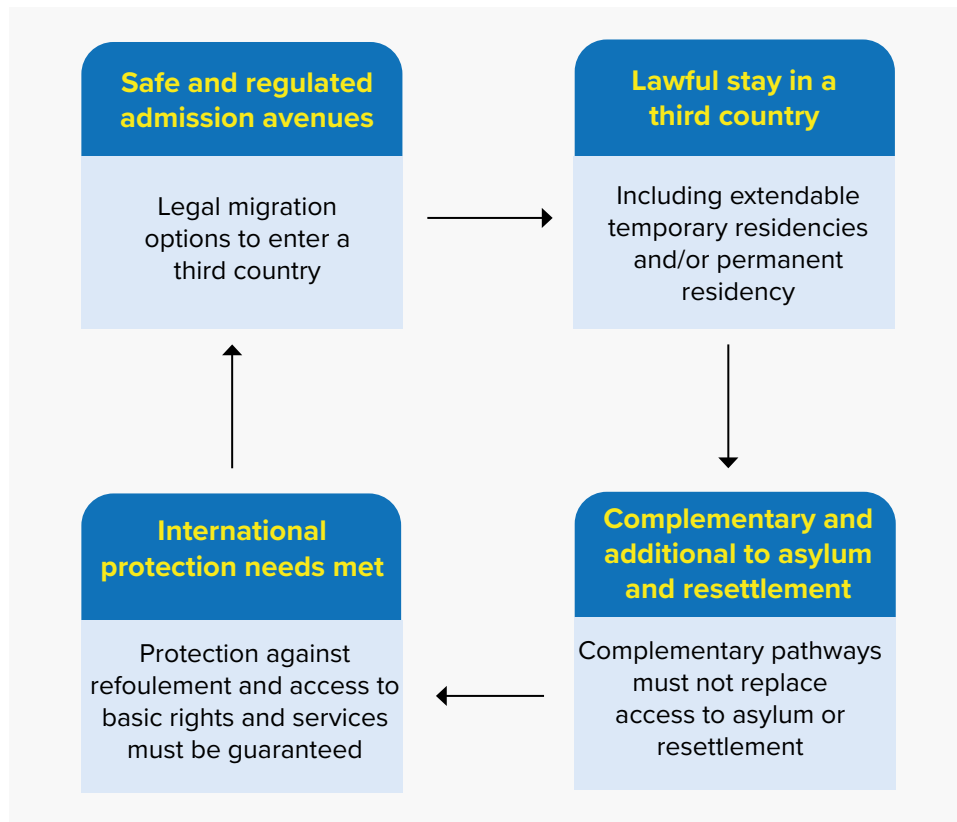 Safe and regulated
admission avenues
Legal migration
options to enter a
third country
Lawful stay in a
third country
Including extendable
temporary residencies
and/or permanent
residency
International
protection needs met
Protection against
refoulement and access to
basic rights and services
must be guaranteed
Complementary and
additional to asylum
and resettlement
Complementary pathways
must not replace
access to asylum or
resettlement